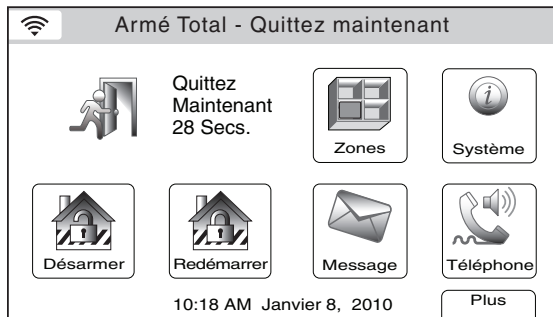 Armé Total - Quittez maintenant
Quittez
Maintenant
28 Secs.
Zones
i
Système
Désarmer
Redémarrer
Message
Téléphone
10:18 AM Janvier 8, 2010
Plus